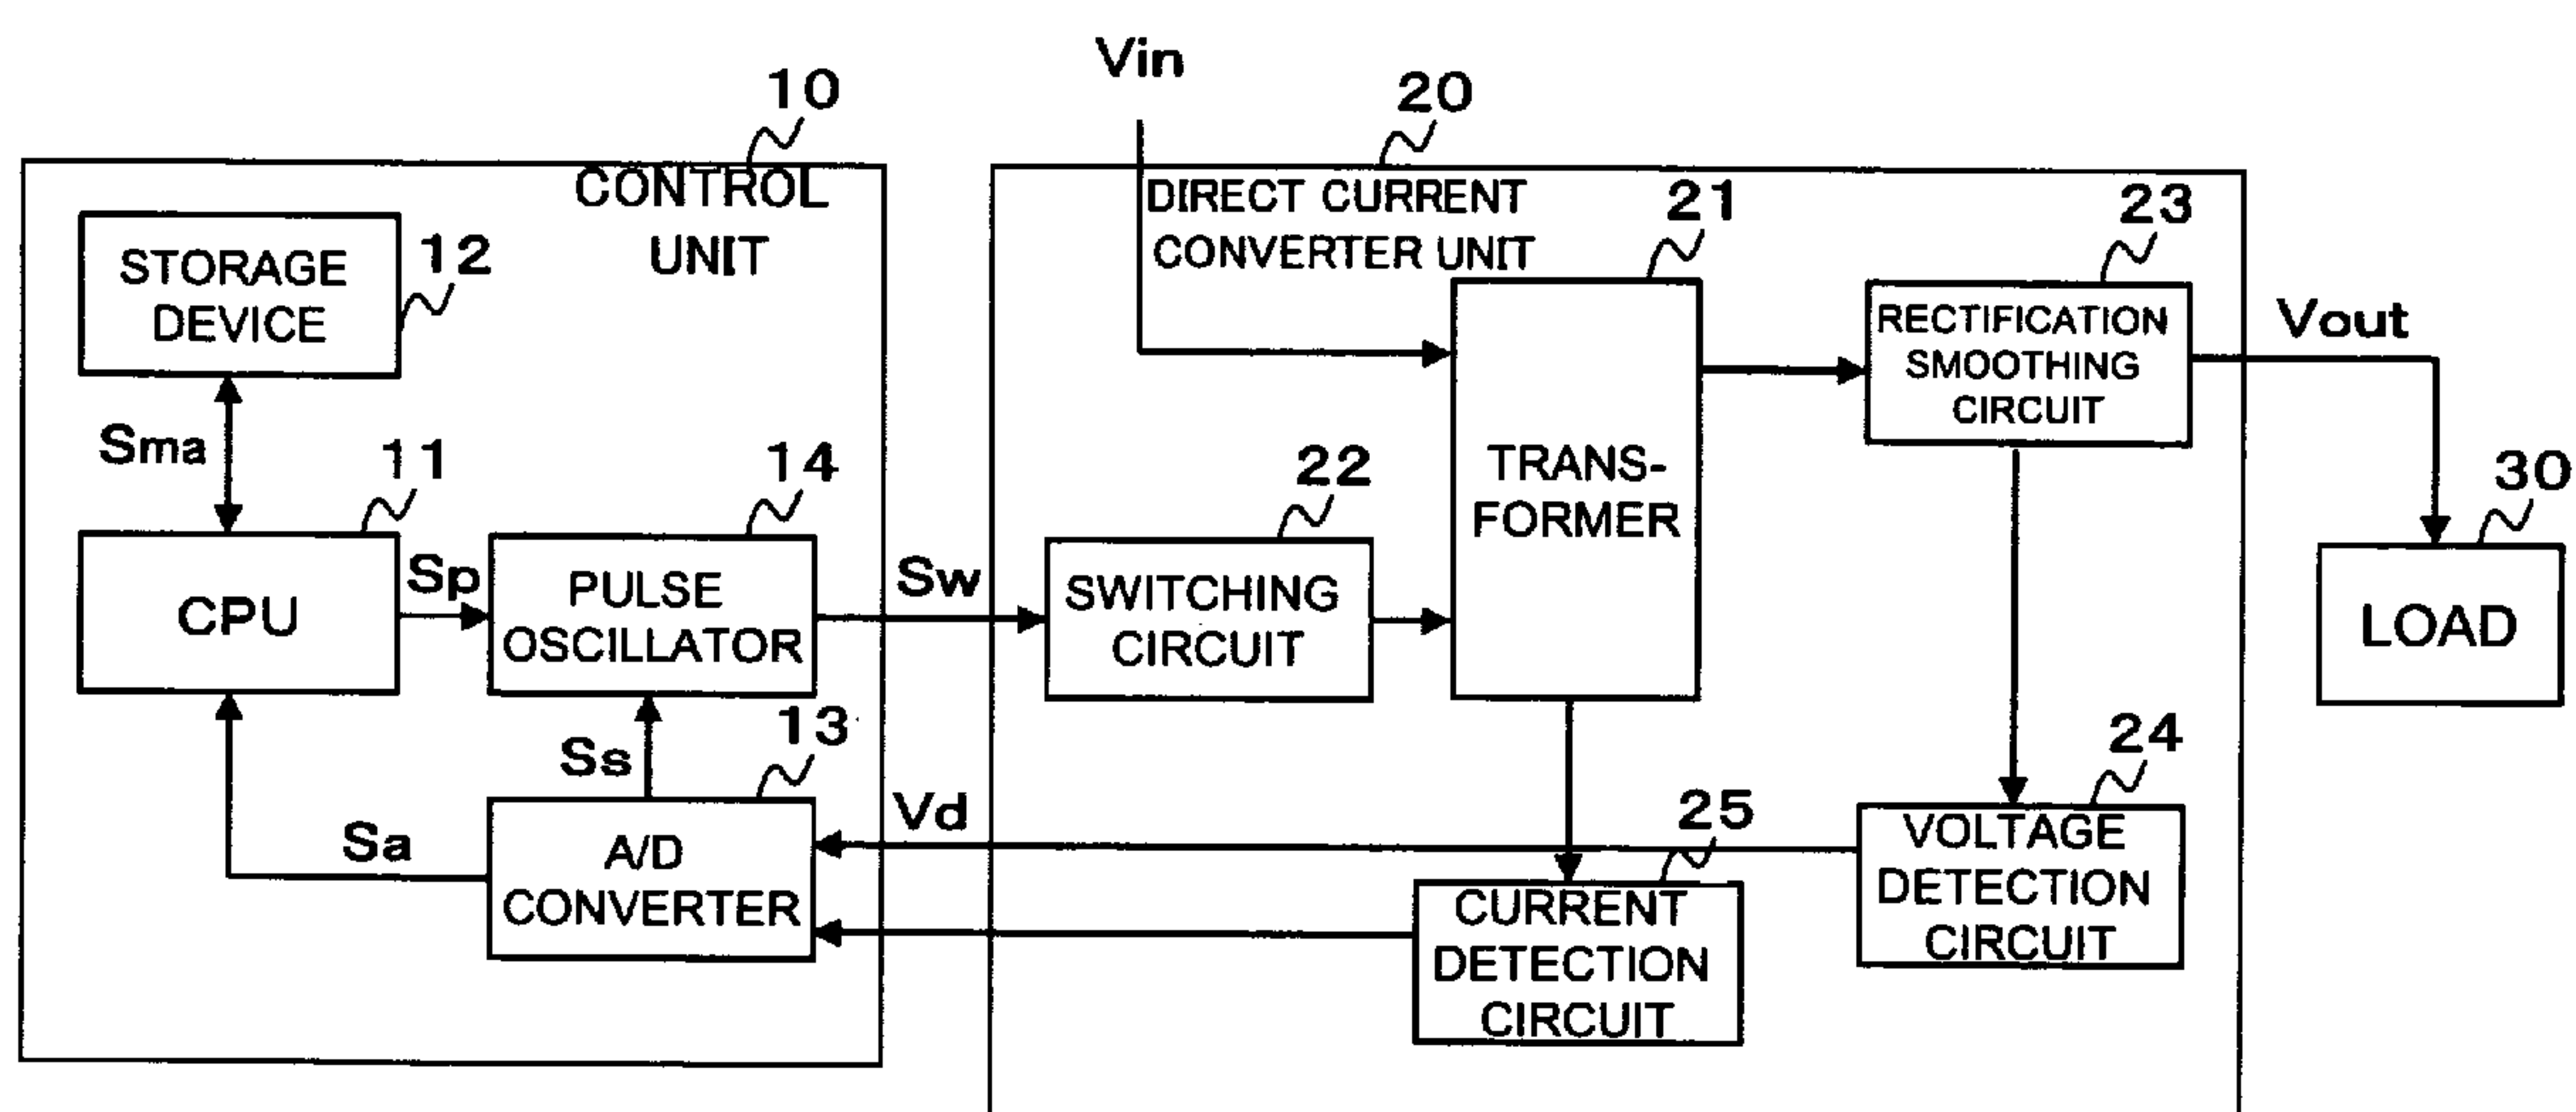 Vin
10
20
CONTROL
UNIT
DIRECT CURRENT
CONVERTER UNIT
21
23
STORAGE
DEVICE
12
RECTIFICATION
SMOOTHING
CIRCUIT
Vout
Sma
11
14
22
TRANS-
FORMER
30
CPU
Sp
PULSE
OSCILLATOR
Sw
SWITCHING
CIRCUIT
LOAD
Ss
13
24
Sa
A/D
CONVERTER
Vd
25
VOLTAGE
DETECTION
CIRCUIT
CURRENT
DETECTION
CIRCUIT